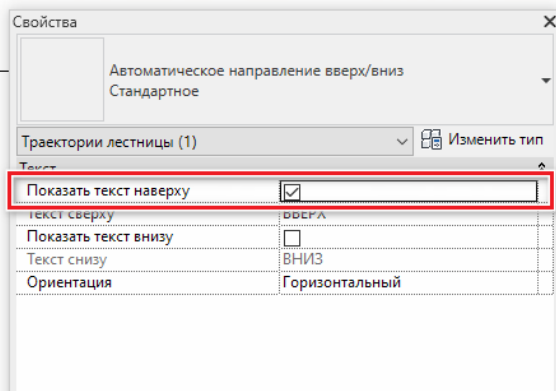 Свойства
Автоматическое направление вверх/вниз
Стандартное
Траектории лестницы (1)
Изменить тип
Текст
Показать текст наверху
Текст сверху ВВЕРХ
Показать текст внизу
Текст снизу ВНИЗ
Ориентация Горизонтальный